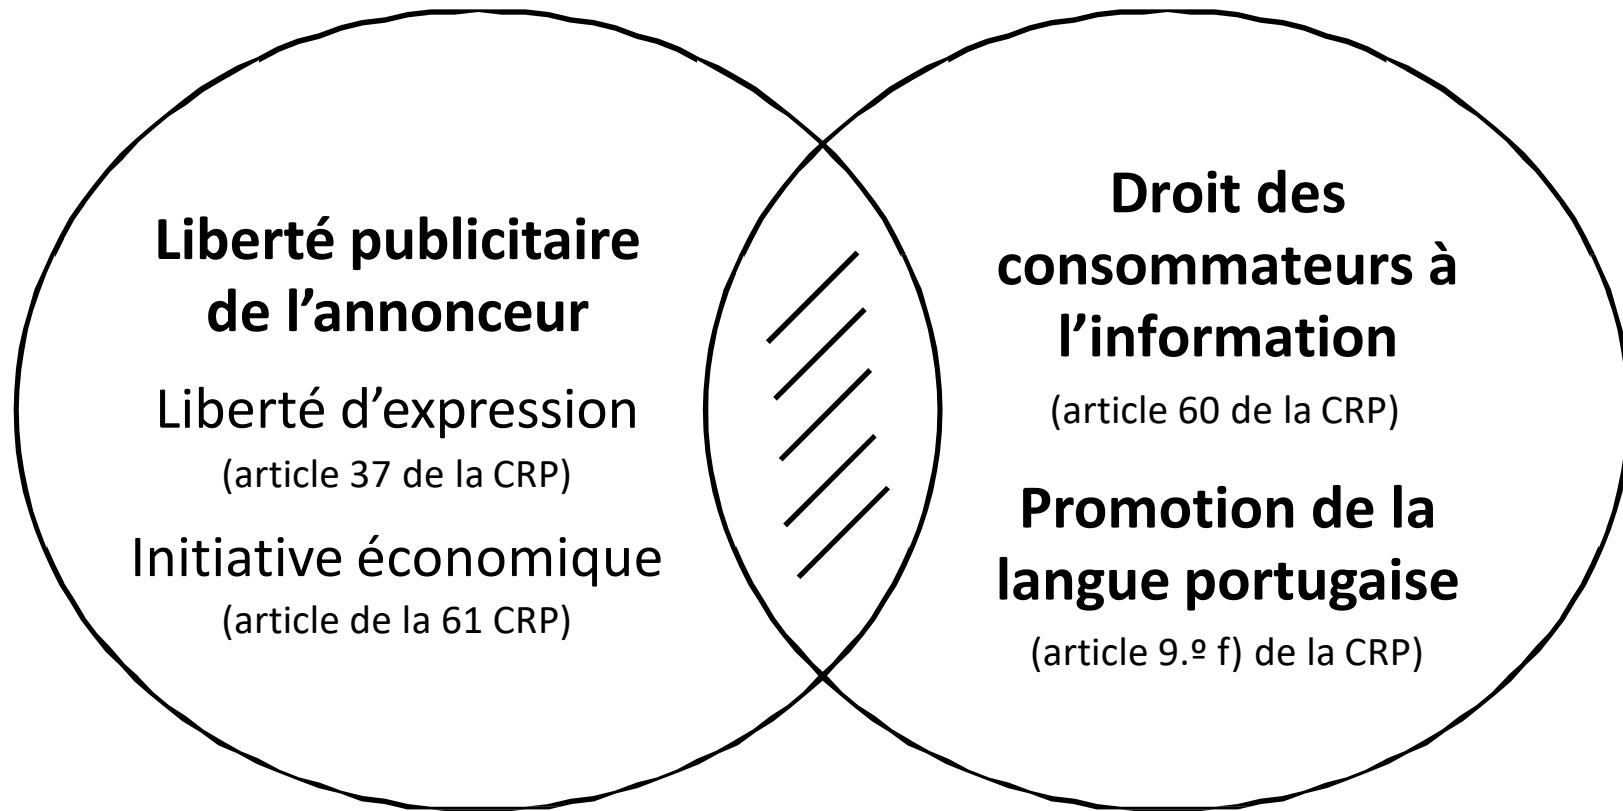 Liberté publicitaire
de l’annonceur
Liberté d’expression
(article 37 de la CRP)
Initiative économique
(article de la 61 CRP)
Droit des
consommateurs à
l’information
(article 60 de la CRP)
Promotion de la
langue portugaise
(article 9.º f) de la CRP)